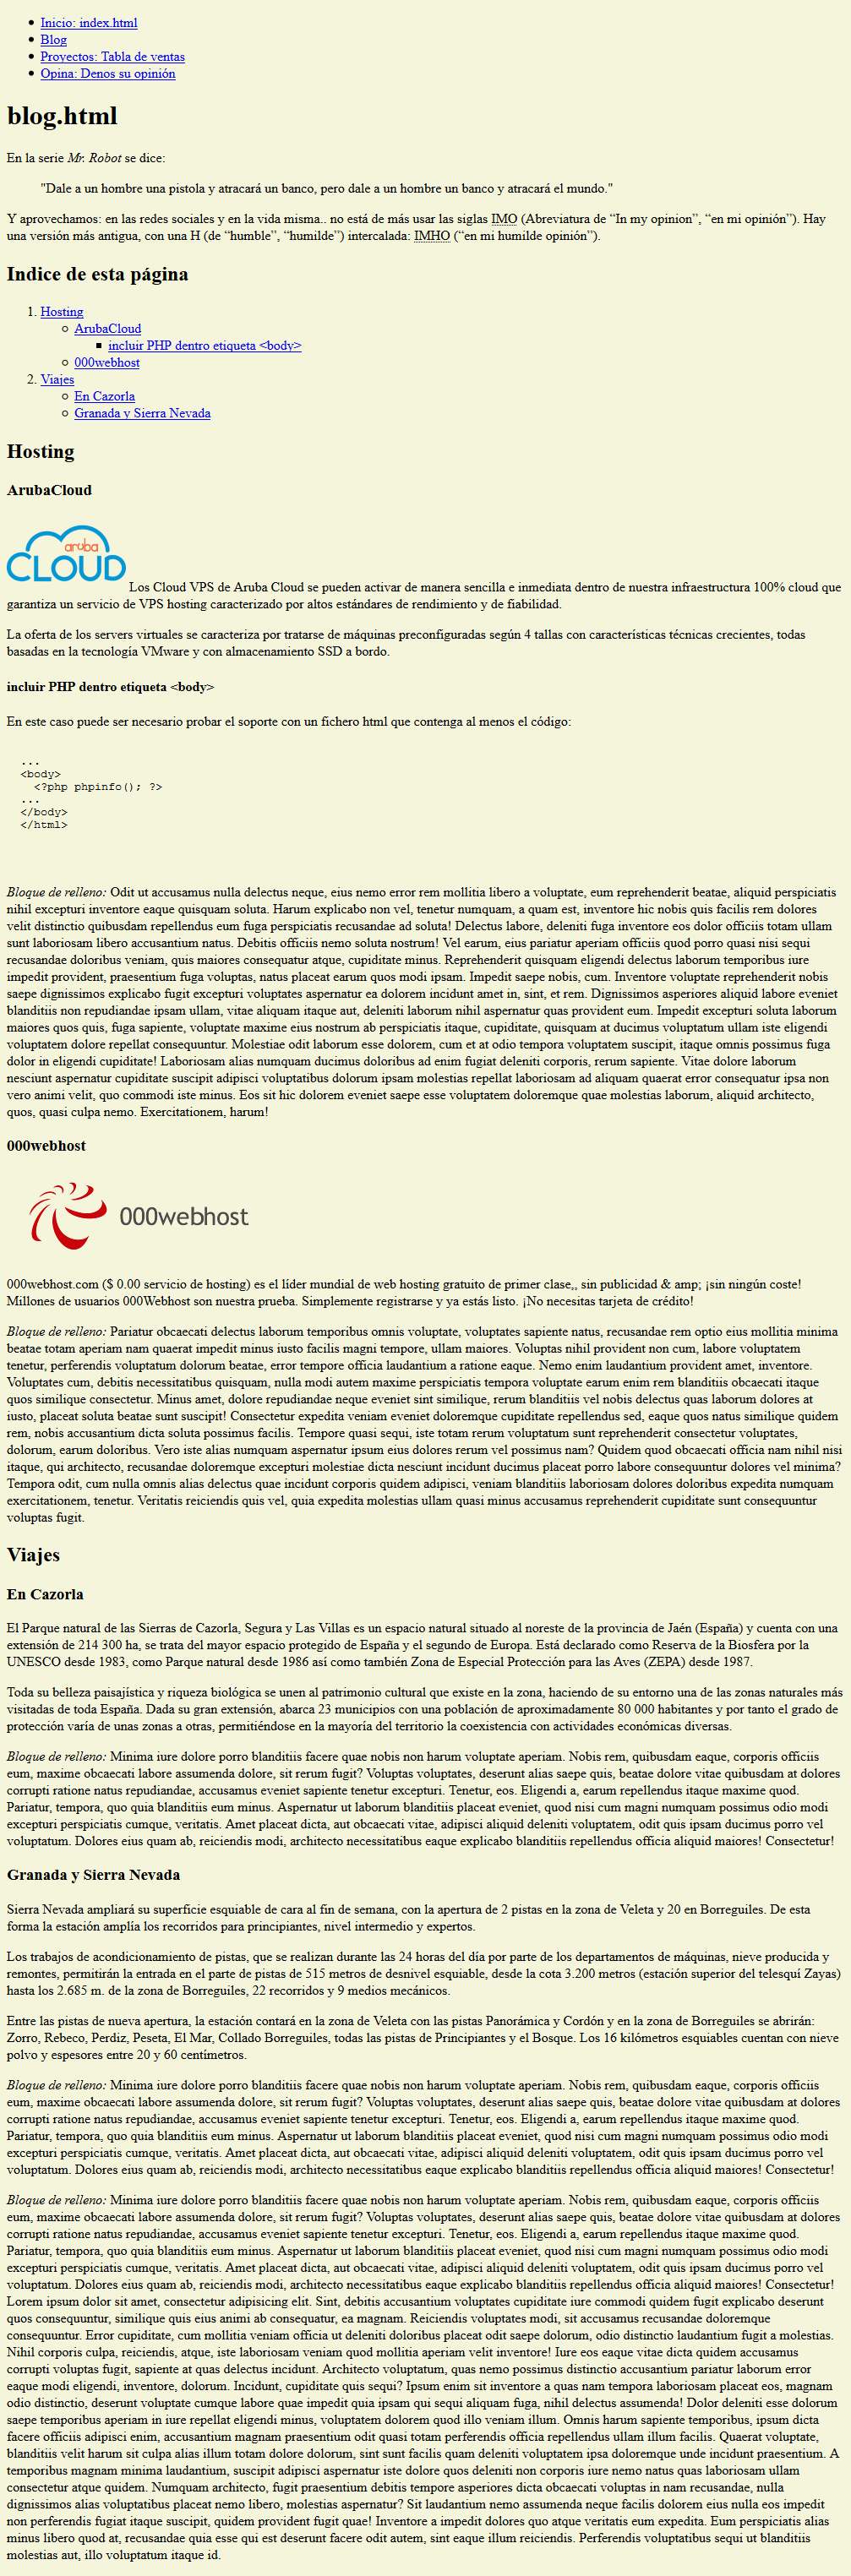 Inicio: index.html
Blog
Proyectos: Tabla de ventas
Opina: Denos su opinión
blog.html
En la serie Mr. Robot se dice:
"Dale a un hombre una pistola y atracará un banco, pero dale a un hombre un banco y atracará el mundo."
Y aprovechamos: en las redes sociales y en la vida misma.. no está de más usar las siglas IMO (Abreviatura de “In my opinion”, “en mi opinión”). Hay
una versión más antigua, con una H (de “humble”, “humilde”) intercalada: IMHO (“en mi humilde opinión”).
Indice de esta página
1. Hosting
ArubaCloud
incluir PHP dentro etiqueta <body>
000webhost
2. Viajes
En Cazorla
Granada y Sierra Nevada
Hosting
ArubaCloud
aruba
CLOUD
Los Cloud VPS de Aruba Cloud se pueden activar de manera sencilla e inmediata dentro de nuestra infraestructura 100% cloud que
garantiza un servicio de VPS hosting caracterizado por altos estándares de rendimiento y de fiabilidad.
La oferta de los servers virtuales se caracteriza por tratarse de máquinas preconfiguradas según 4 tallas con características técnicas crecientes, todas
basadas en la tecnología VMware y con almacenamiento SSD a bordo.
incluir PHP dentro etiqueta <body>
En este caso puede ser necesario probar el soporte con un fichero html que contenga al menos el código:
...
<body>
<?php phpinfo(); ?>
...
</body>
</html>
Bloque de relleno: Odit ut accusamus nulla delectus neque, eius nemo error rem mollitia libero a voluptate, eum reprehenderit beatae, aliquid perspiciatis
nihil excepturi inventore eaque quisquam soluta. Harum explicabo non vel, tenetur numquam, a quam est, inventore hic nobis quis facilis rem dolores
velit distinctio quibusdam repellendus eum fuga perspiciatis recusandae ad soluta! Delectus labore, deleniti fuga inventore eos dolor officiis totam ullam
sunt laboriosam libero accusantium natus. Debitis officiis nemo soluta nostrum! Vel earum, eius pariatur aperiam officiis quod porro quasi nisi sequi
recusandae doloribus veniam, quis maiores consequatur atque, cupiditate minus. Reprehenderit quisquam eligendi delectus laborum temporibus iure
impedit provident, praesentium fuga voluptas, natus placeat earum quos modi ipsam. Impedit saepe nobis, cum. Inventore voluptate reprehenderit nobis
saepe dignissimos explicabo fugit excepturi voluptates aspernatur ea dolorem incidunt amet in, sint, et rem. Dignissimos asperiores aliquid labore eveniet
blanditiis non repudiandae ipsam ullam, vitae aliquam itaque aut, deleniti laborum nihil aspernatur quas provident eum. Impedit excepturi soluta laborum
maiores quos quis, fuga sapiente, voluptate maxime eius nostrum ab perspiciatis itaque, cupiditate, quisquam at ducimus voluptatum ullam iste eligendi
voluptatem dolore repellat consequuntur. Molestiae odit laborum esse dolorem, cum et at odio tempora voluptatem suscipit, itaque omnis possimus fuga
dolor in eligendi cupiditate! Laboriosam alias numquam ducimus doloribus ad enim fugiat deleniti corporis, rerum sapiente. Vitae dolore laborum
nesciunt aspernatur cupiditate suscipit adipisci voluptatibus dolorum ipsam molestias repellat laboriosam ad aliquam quaerat error consequatur ipsa non
vero animi velit, quo commodi iste minus. Eos sit hic dolorem eveniet saepe esse voluptatem doloremque quae molestias laborum, aliquid architecto,
quos, quasi culpa nemo. Exercitationem, harum!
000webhost
000webhost
000webhost.com ($ 0.00 servicio de hosting) es el líder mundial de web hosting gratuito de primer clase,, sin publicidad & amp; ¡sin ningún coste!
Millones de usuarios 000Webhost son nuestra prueba. Simplemente registrarse y ya estás listo. ¡No necesitas tarjeta de crédito!
Bloque de relleno: Pariatur obcaecati delectus laborum temporibus omnis voluptate, voluptates sapiente natus, recusandae rem optio eius mollitia minima
beatae totam aperiam nam quaerat impedit minus iusto facilis magni tempore, ullam maiores. Voluptas nihil provident non cum, labore voluptatem
tenetur, perferendis voluptatum dolorum beatae, error tempore officia laudantium a ratione eaque. Nemo enim laudantium provident amet, inventore.
Voluptates cum, debitis necessitatibus quisquam, nulla modi autem maxime perspiciatis tempora voluptate earum enim rem blanditiis obcaecati itaque
quos similique consectetur. Minus amet, dolore repudiandae neque eveniet sint similique, rerum blanditiis vel nobis delectus quas laborum dolores at
iusto, placeat soluta beatae sunt suscipit! Consectetur expedita veniam eveniet doloremque cupiditate repellendus sed, eaque quos natus similique quidem
rem, nobis accusantium dicta soluta possimus facilis. Tempore quasi sequi, iste totam rerum voluptatum sunt reprehenderit consectetur voluptates,
dolorum, earum doloribus. Vero iste alias numquam aspernatur ipsum eius dolores rerum vel possimus nam? Quidem quod obcaecati officia nam nihil nisi
itaque, qui architecto, recusandae doloremque excepturi molestiae dicta nesciunt incidunt ducimus placeat porro labore consequuntur dolores vel minima?
Tempora odit, cum nulla omnis alias delectus quae incidunt corporis quidem adipisci, veniam blanditiis laboriosam dolores doloribus expedita numquam
exercitationem, tenetur. Veritatis reiciendis quis vel, quia expedita molestias ullam quasi minus accusamus reprehenderit cupiditate sunt consequuntur
voluptas fugit.
Viajes
En Cazorla
El Parque natural de las Sierras de Cazorla, Segura y Las Villas es un espacio natural situado al noreste de la provincia de Jaén (España) y cuenta con una
extensión de 214 300 ha, se trata del mayor espacio protegido de España y el segundo de Europa. Está declarado como Reserva de la Biosfera por la
UNESCO desde 1983, como Parque natural desde 1986 así como también Zona de Especial Protección para las Aves (ZEPA) desde 1987.
Toda su belleza paisajística y riqueza biológica se unen al patrimonio cultural que existe en la zona, haciendo de su entorno una de las zonas naturales más
visitadas de toda España. Dada su gran extensión, abarca 23 municipios con una población de aproximadamente 80 000 habitantes y por tanto el grado de
protección varía de unas zonas a otras, permitiéndose en la mayoría del territorio la coexistencia con actividades económicas diversas.
Bloque de relleno: Minima iure dolore porro blanditiis facere quae nobis non harum voluptate aperiam. Nobis rem, quibusdam eaque, corporis officiis
eum, maxime obcaecati labore assumenda dolore, sit rerum fugit? Voluptas voluptates, deserunt alias saepe quis, beatae dolore vitae quibusdam at dolores
corrupti ratione natus repudiandae, accusamus eveniet sapiente tenetur excepturi. Tenetur, eos. Eligendi a, earum repellendus itaque maxime quod.
Pariatur, tempora, quo quia blanditiis eum minus. Aspernatur ut laborum blanditiis placeat eveniet, quod nisi cum magni numquam possimus odio modi
excepturi perspiciatis cumque, veritatis. Amet placeat dicta, aut obcaecati vitae, adipisci aliquid deleniti voluptatem, odit quis ipsam ducimus porro vel
voluptatum. Dolores eius quam ab, reiciendis modi, architecto necessitatibus eaque explicabo blanditiis repellendus officia aliquid maiores! Consectetur!
Granada y Sierra Nevada
Sierra Nevada ampliará su superficie esquiable de cara al fin de semana, con la apertura de 2 pistas en la zona de Veleta y 20 en Borreguiles. De esta
forma la estación amplía los recorridos para principiantes, nivel intermedio y expertos.
Los trabajos de acondicionamiento de pistas, que se realizan durante las 24 horas del día por parte de los departamentos de máquinas, nieve producida y
remontes, permitirán la entrada en el parte de pistas de 515 metros de desnivel esquiable, desde la cota 3.200 metros (estación superior del telesquí Zayas)
hasta los 2.685 m. de la zona de Borreguiles, 22 recorridos y 9 medios mecánicos.
Entre las pistas de nueva apertura, la estación contará en la zona de Veleta con las pistas Panorámica y Cordón y en la zona de Borreguiles se abrirán:
Zorro, Rebeco, Perdiz, Peseta, El Mar, Collado Borreguiles, todas las pistas de Principiantes y el Bosque. Los 16 kilómetros esquiables cuentan con nieve
polvo y espesores entre 20 y 60 centímetros.
Bloque de relleno: Minima iure dolore porro blanditiis facere quae nobis non harum voluptate aperiam. Nobis rem, quibusdam eaque, corporis officiis
eum, maxime obcaecati labore assumenda dolore, sit rerum fugit? Voluptas voluptates, deserunt alias saepe quis, beatae dolore vitae quibusdam at dolores
corrupti ratione natus repudiandae, accusamus eveniet sapiente tenetur excepturi. Tenetur, eos. Eligendi a, earum repellendus itaque maxime quod.
Pariatur, tempora, quo quia blanditiis eum minus. Aspernatur ut laborum blanditiis placeat eveniet, quod nisi cum magni numquam possimus odio modi
excepturi perspiciatis cumque, veritatis. Amet placeat dicta, aut obcaecati vitae, adipisci aliquid deleniti voluptatem, odit quis ipsam ducimus porro vel
voluptatum. Dolores eius quam ab, reiciendis modi, architecto necessitatibus eaque explicabo blanditiis repellendus officia aliquid maiores! Consectetur!
Bloque de relleno: Minima iure dolore porro blanditiis facere quae nobis non harum voluptate aperiam. Nobis rem, quibusdam eaque, corporis officiis
eum, maxime obcaecati labore assumenda dolore, sit rerum fugit? Voluptas voluptates, deserunt alias saepe quis, beatae dolore vitae quibusdam at dolores
corrupti ratione natus repudiandae, accusamus eveniet sapiente tenetur excepturi. Tenetur, eos. Eligendi a, earum repellendus itaque maxime quod.
Pariatur, tempora, quo quia blanditiis eum minus. Aspernatur ut laborum blanditiis placeat eveniet, quod nisi cum magni numquam possimus odio modi
excepturi perspiciatis cumque, veritatis. Amet placeat dicta, aut obcaecati vitae, adipisci aliquid deleniti voluptatem, odit quis ipsam ducimus porro vel
voluptatum. Dolores eius quam ab, reiciendis modi, architecto necessitatibus eaque explicabo blanditiis repellendus officia aliquid maiores! Consectetur!
Lorem ipsum dolor sit amet, consectetur adipisicing elit. Sint, debitis accusantium voluptates cupiditate iure commodi quidem fugit explicabo deserunt
quos consequuntur, similique quis eius animi ab consequatur, ea magnam. Reiciendis voluptates modi, sit accusamus recusandae doloremque
consequuntur. Error cupiditate, cum mollitia veniam officia ut deleniti doloribus placeat odit saepe dolorum, odio distinctio laudantium fugit a molestias.
Nihil corporis culpa, reiciendis, atque, iste laboriosam veniam quod mollitia aperiam velit inventore! Iure eos eaque vitae dicta quidem accusamus
corrupti voluptas fugit, sapiente at quas delectus incidunt. Architecto voluptatum, quas nemo possimus distinctio accusantium pariatur laborum error
eaque modi eligendi, inventore, dolorum. Incidunt, cupiditate quis sequi? Ipsum enim sit inventore a quas nam tempora laboriosam placeat eos, magnam
odio distinctio, deserunt voluptate cumque labore quae impedit quia ipsam qui sequi aliquam fuga, nihil delectus assumenda! Dolor deleniti esse dolorum
saepe temporibus aperiam in iure repellat eligendi minus, voluptatem dolorem quod illo veniam illum. Omnis harum sapiente temporibus, ipsum dicta
facere officiis adipisci enim, accusantium magnam praesentium odit quasi totam perferendis officia repellendus ullam illum facilis. Quaerat voluptate,
blanditiis velit harum sit culpa alias illum totam dolore dolorum, sint sunt facilis quam deleniti voluptatem ipsa doloremque unde incidunt praesentium. A
temporibus magnam minima laudantium, suscipit adipisci aspernatur iste dolore quos deleniti non corporis iure nemo natus quas laboriosam ullam
consectetur atque quidem. Numquam architecto, fugit praesentium debitis tempore asperiores dicta obcaecati voluptas in nam recusandae, nulla
dignissimos alias voluptatibus placeat nemo libero, molestias aspernatur? Sit laudantium nemo assumenda neque facilis dolorem eius nulla eos impedit
non perferendis fugiat itaque suscipit, quidem provident fugit quae! Inventore a impedit dolores quo atque veritatis eum expedita. Eum perspiciatis alias
minus libero quod at, recusandae quia esse qui est deserunt facere odit autem, sint eaque illum reiciendis. Perferendis voluptatibus sequi ut blanditiis
molestias aut, illo voluptatum itaque id.